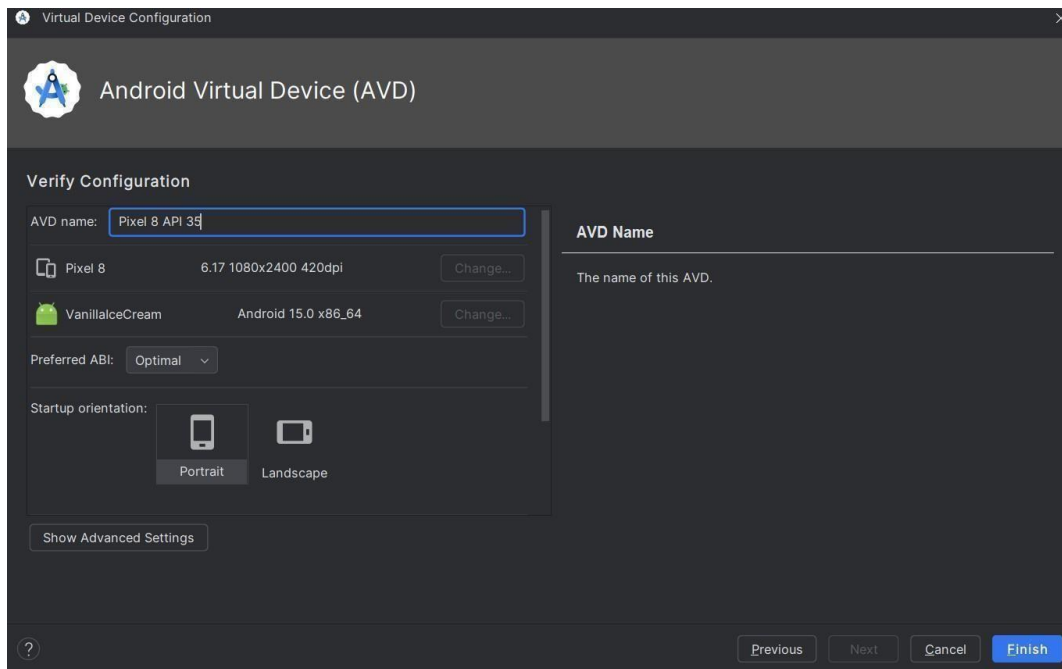 Virtual Device Configuration
Android Virtual Device (AVD)
Verify Configuration
AVD name: Pixel 8 API 35
Pixel 8 6.17 1080x2400 420dpi Change...
VanillaIceCream Android 15.0 x86_64 Change...
Preferred ABI: Optimal
Startup orientation:
Portrait
Landscape
Show Advanced Settings
AVD Name
The name of this AVD.
?
Previous Next Cancel Finish